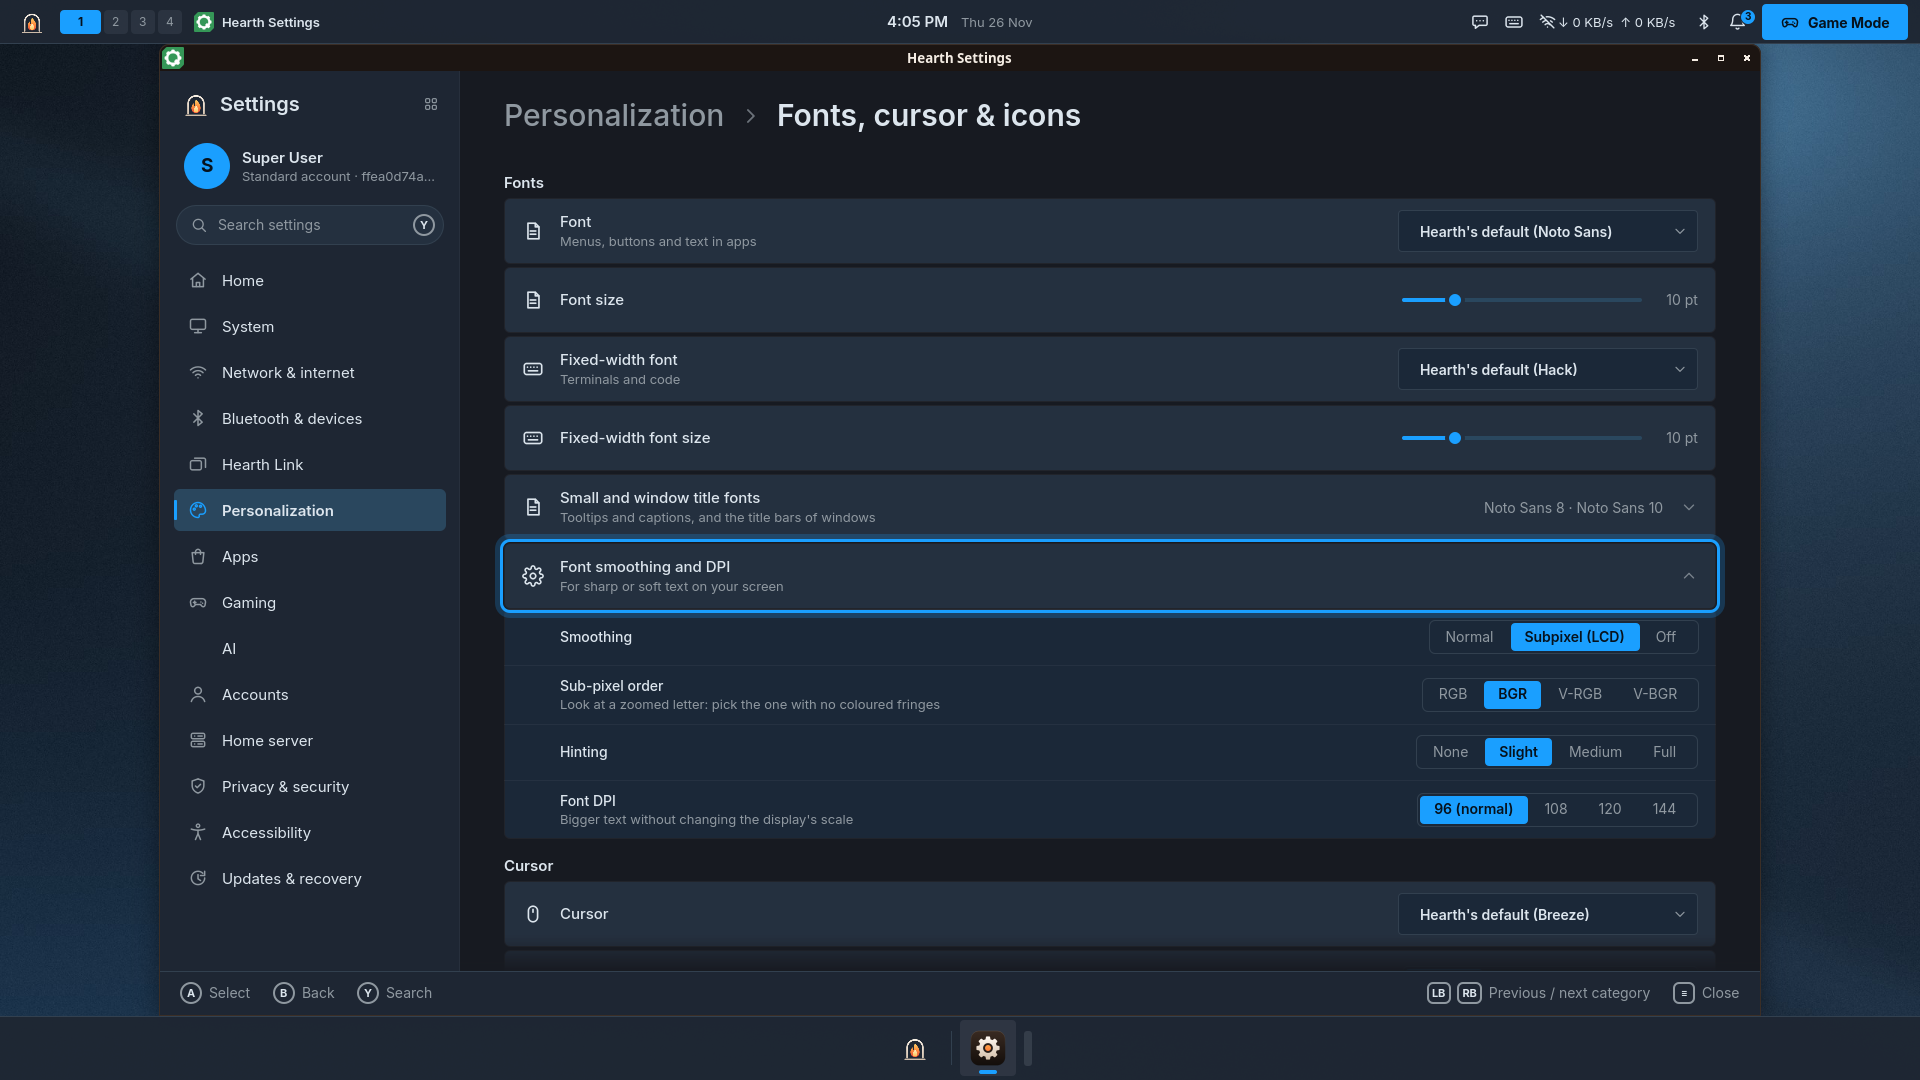 1 2 3 4 Hearth Settings
4:05 PM Thu 26 Nov
↓ 0 KB/s ↑ 0 KB/s 3 Game Mode
Hearth Settings
Settings
S
Super User
Standard account · ffea0d74a...
Search settings Y
Home
System
Network & internet
Bluetooth & devices
Hearth Link
Personalization
Apps
Gaming
AI
Accounts
Home server
Privacy & security
Accessibility
Updates & recovery
Personalization > Fonts, cursor & icons
Fonts
Font
Menus, buttons and text in apps
Hearth's default (Noto Sans)
Font size
10 pt
Fixed-width font
Terminals and code
Hearth's default (Hack)
Fixed-width font size
10 pt
Small and window title fonts
Tooltips and captions, and the title bars of windows
Noto Sans 8 · Noto Sans 10
Font smoothing and DPI
For sharp or soft text on your screen
Smoothing
Normal Subpixel (LCD) Off
Sub-pixel order
Look at a zoomed letter: pick the one with no coloured fringes
RGB BGR V-RGB V-BGR
Hinting
None Slight Medium Full
Font DPI
Bigger text without changing the display's scale
96 (normal) 108 120 144
Cursor
Cursor
Hearth's default (Breeze)
A Select B Back Y Search
LB RB Previous / next category ≡ Close